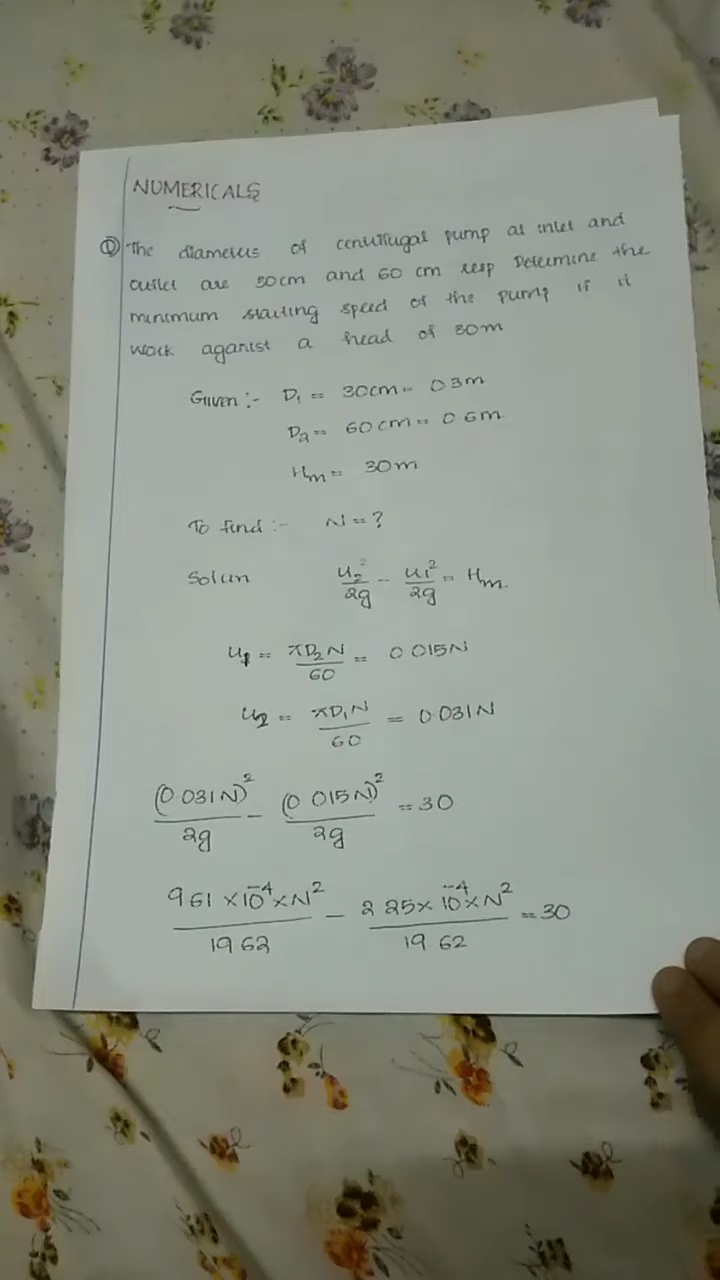 NUMERICALS
① The diameters of centrifugal pump at inlet and
outlet are 30cm and 60 cm resp Determine the
minimum starting speed of the pump if it
work aganist a head of 30m
Given :- D₁ = 30cm = 0.3m
D₂ = 60cm = 0.6m
Hm = 30m
To find :- N = ?
Solun u₂²/2g - u₁²/2g = Hm.
u₁ = πD₂N/60 = 0.015N
u₂ = πD₁N/60 = 0.031N
(0.031N)²/2g - (0.015N)²/2g = 30
9.61 × 10⁻⁴ × N²/19.62 - 2.25 × 10⁻⁴ × N²/19.62 = 30